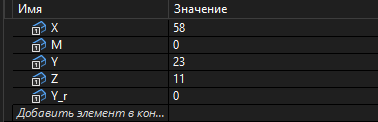 Имя Значение
X 58
M 0
Y 23
Z 11
Y_r 0
Добавить элемент в кон...